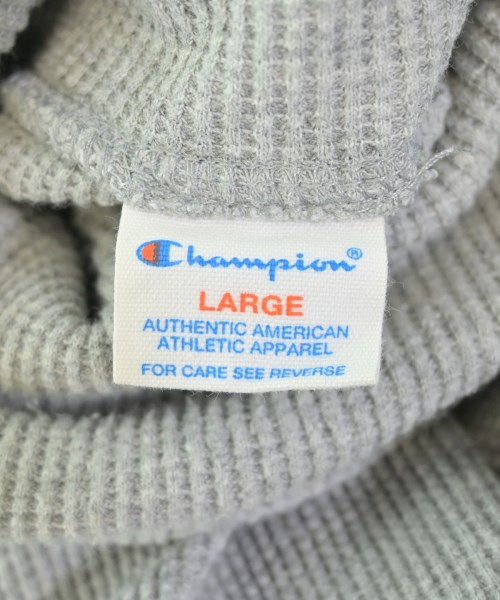 Champion®
LARGE
AUTHENTIC AMERICAN
ATHLETIC APPAREL
FOR CARE SEE REVERSE